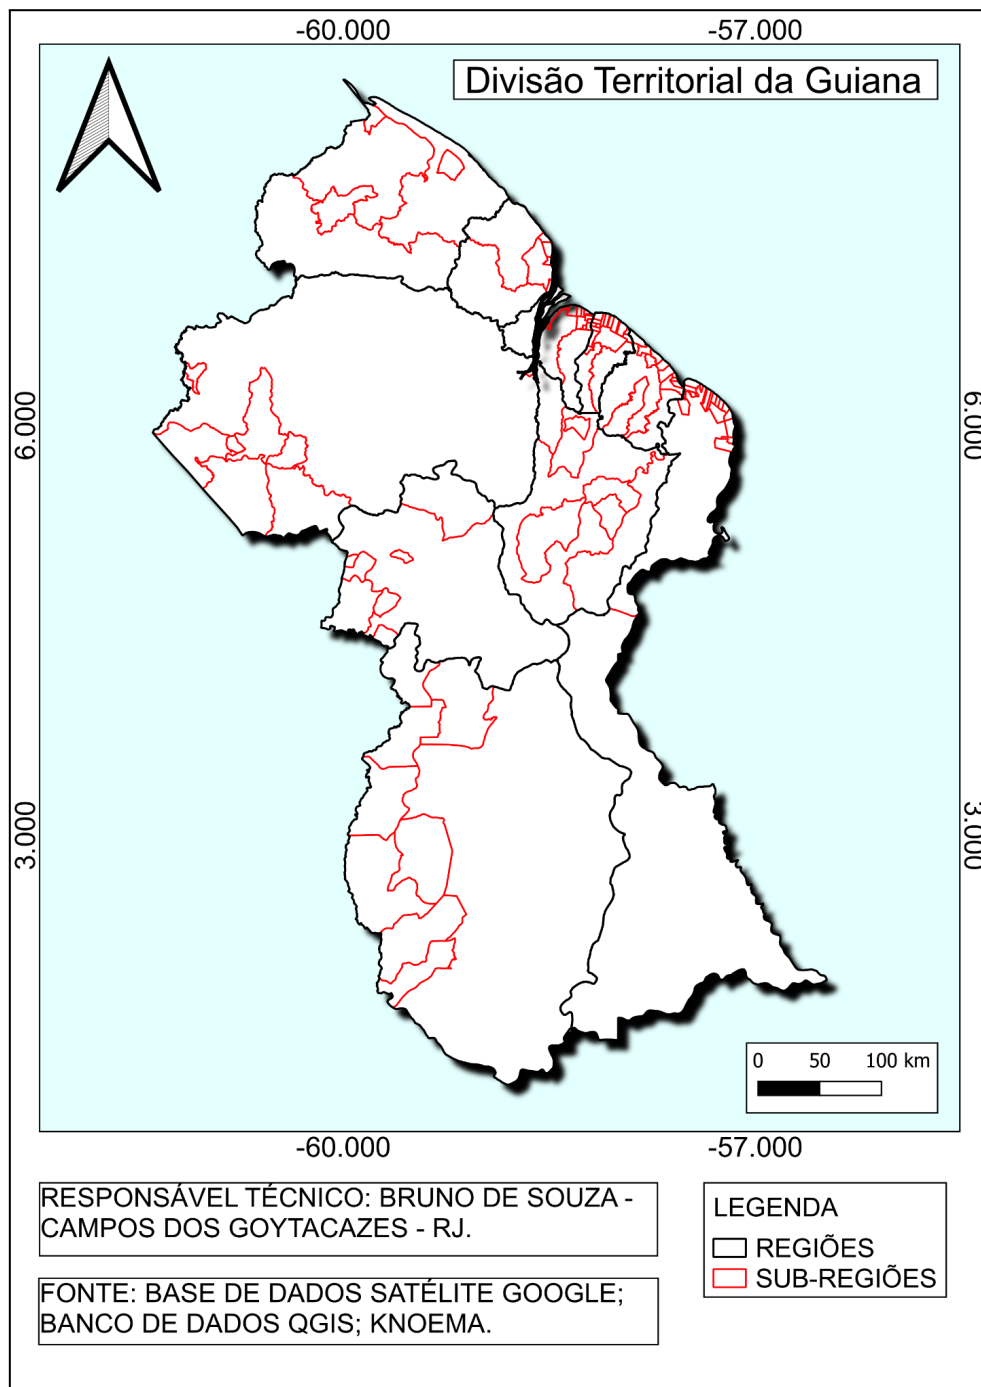 -60.000
-57.000
Divisão Territorial da Guiana
6.000
6.000
3.000
3.000
0 50 100 km
-60.000
-57.000
RESPONSÁVEL TÉCNICO: BRUNO DE SOUZA -
CAMPOS DOS GOYTACAZES - RJ.
LEGENDA
REGIÕES
SUB-REGIÕES
FONTE: BASE DE DADOS SATÉLITE GOOGLE;
BANCO DE DADOS QGIS; KNOEMA.